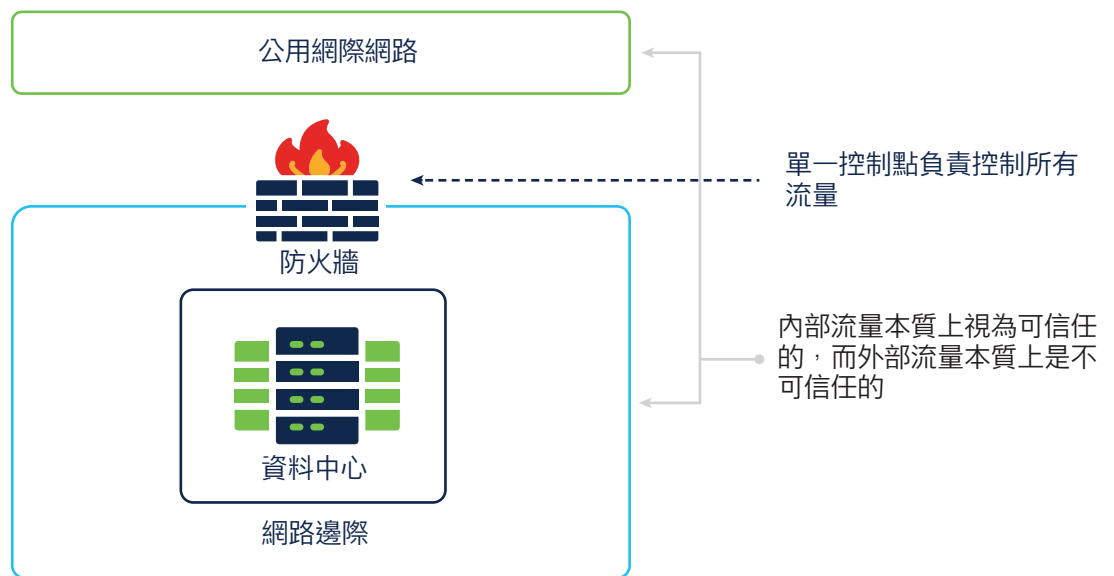 公用網際網路
單一控制點負責控制所有
流量
防火牆
內部流量本質上視為可信任
的，而外部流量本質上是不
可信任的
資料中心
網路邊際